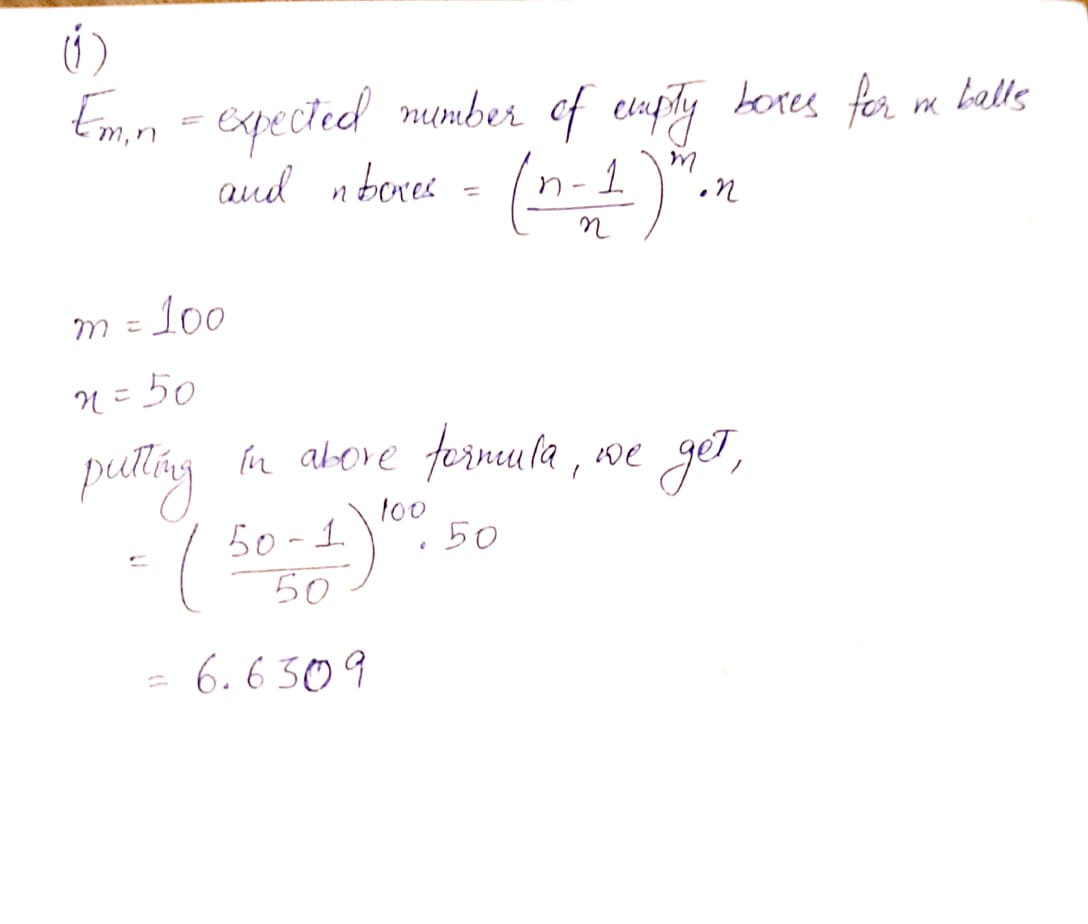 (i)
E_{m,n} = expected number of empty boxes for m balls
and n boxes = ((n-1)/n)^m . n
m = 100
n = 50
putting in above formula, we get,
= ((50-1)/50)^100 . 50
= 6.6309